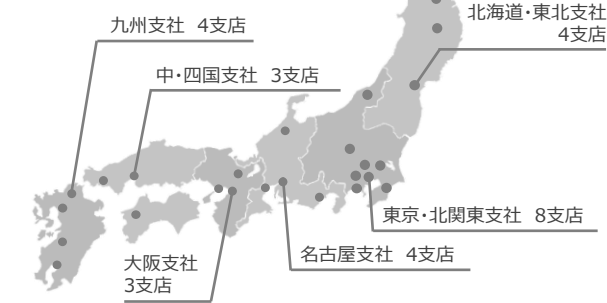 北海道・東北支社
4支店
九州支社 4支店
中・四国支社 3支店
東京・北関東支社 8支店
名古屋支社 4支店
大阪支社
3支店